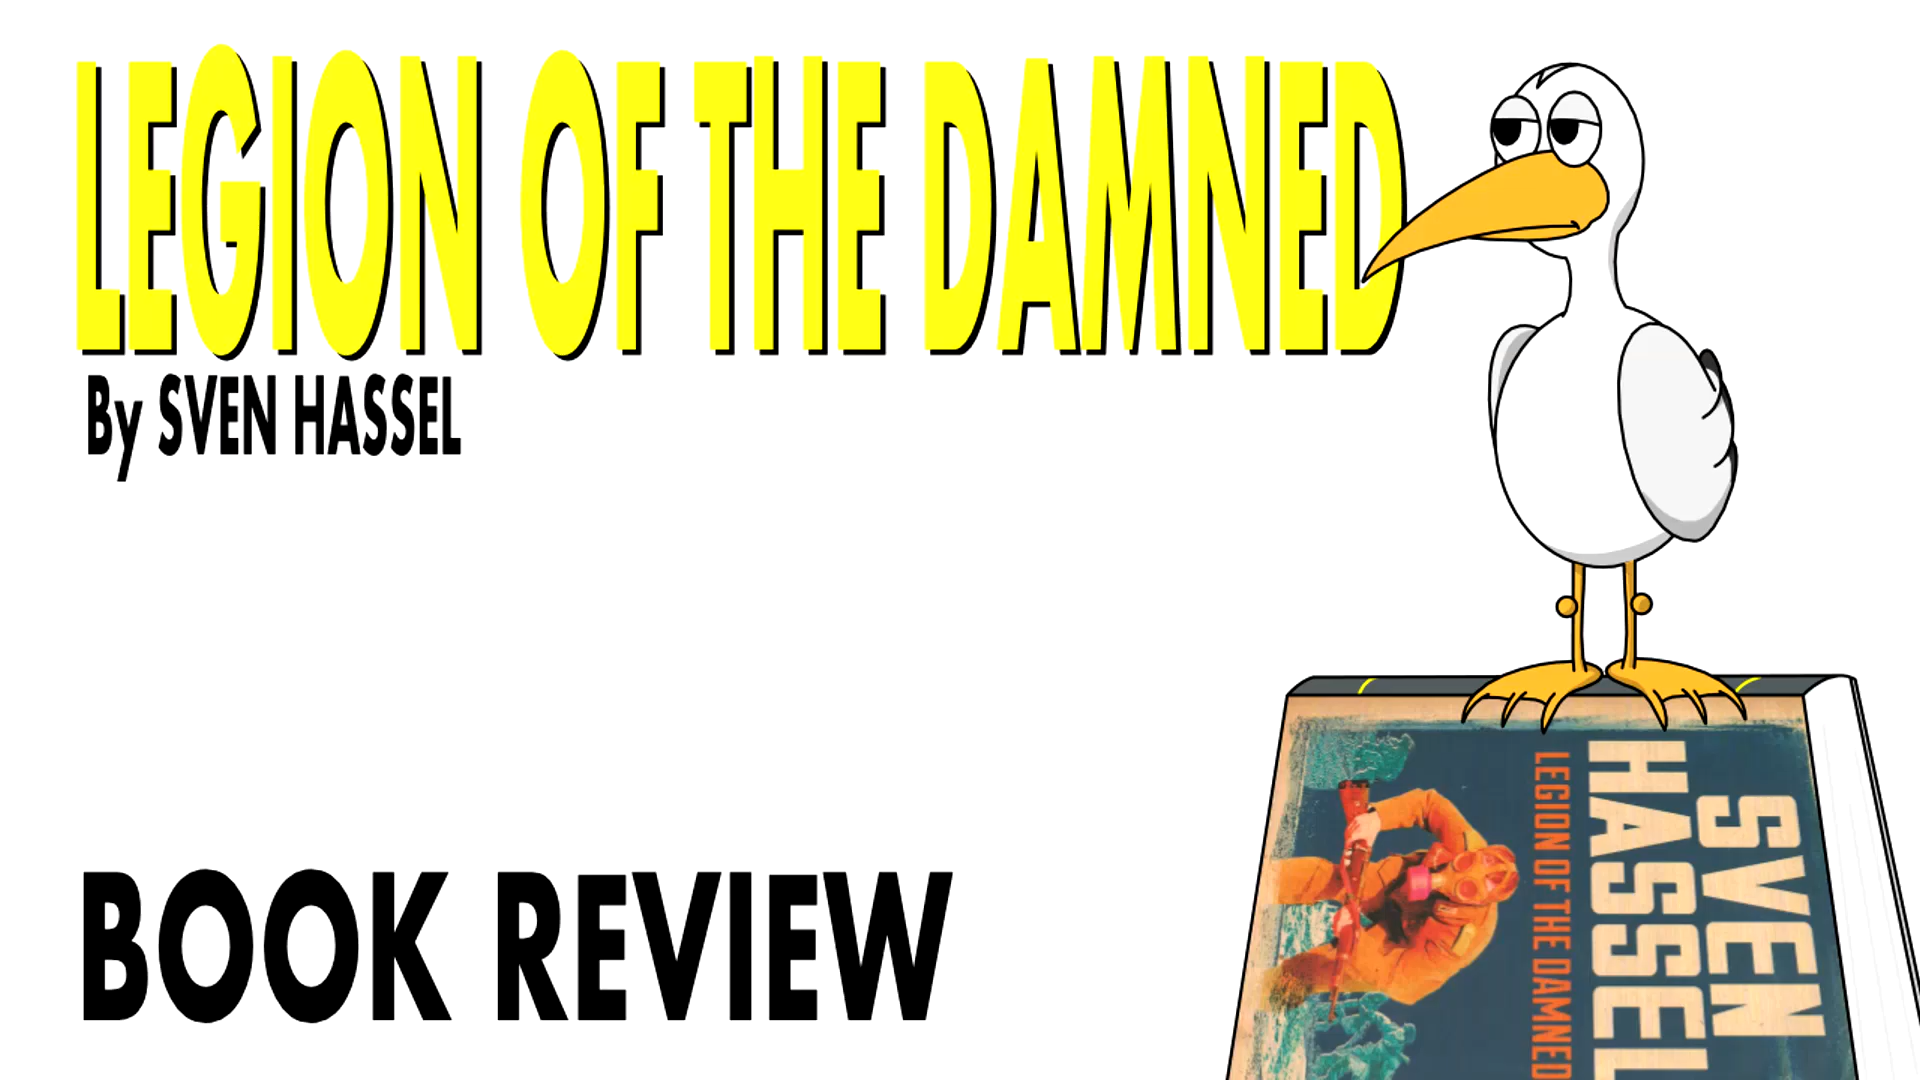 LEGION OF THE DAMNED
By SVEN HASSEL
BOOK REVIEW
SVEN
HASSEL
LEGION OF THE DAMNED